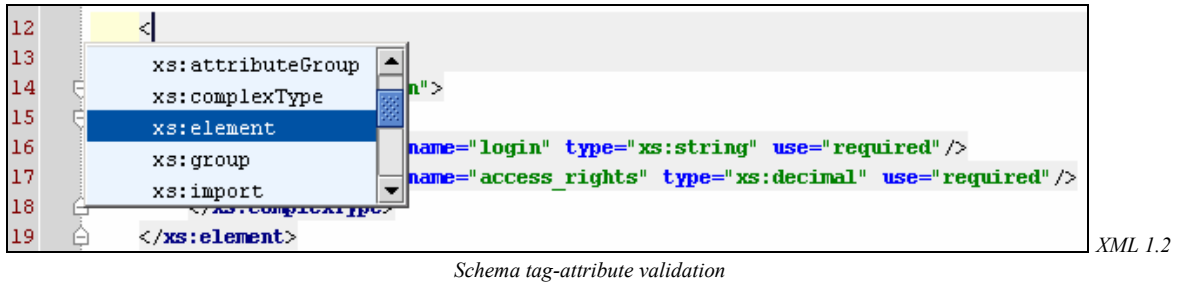 12 <
13 xs:attributeGroup
14 xs:complexType n">
15 xs:element
16 xs:group name="login" type="xs:string" use="required"/>
17 xs:import name="access_rights" type="xs:decimal" use="required"/>
18 </xs:complexType>
19 </xs:element>
XML 1.2
Schema tag-attribute validation